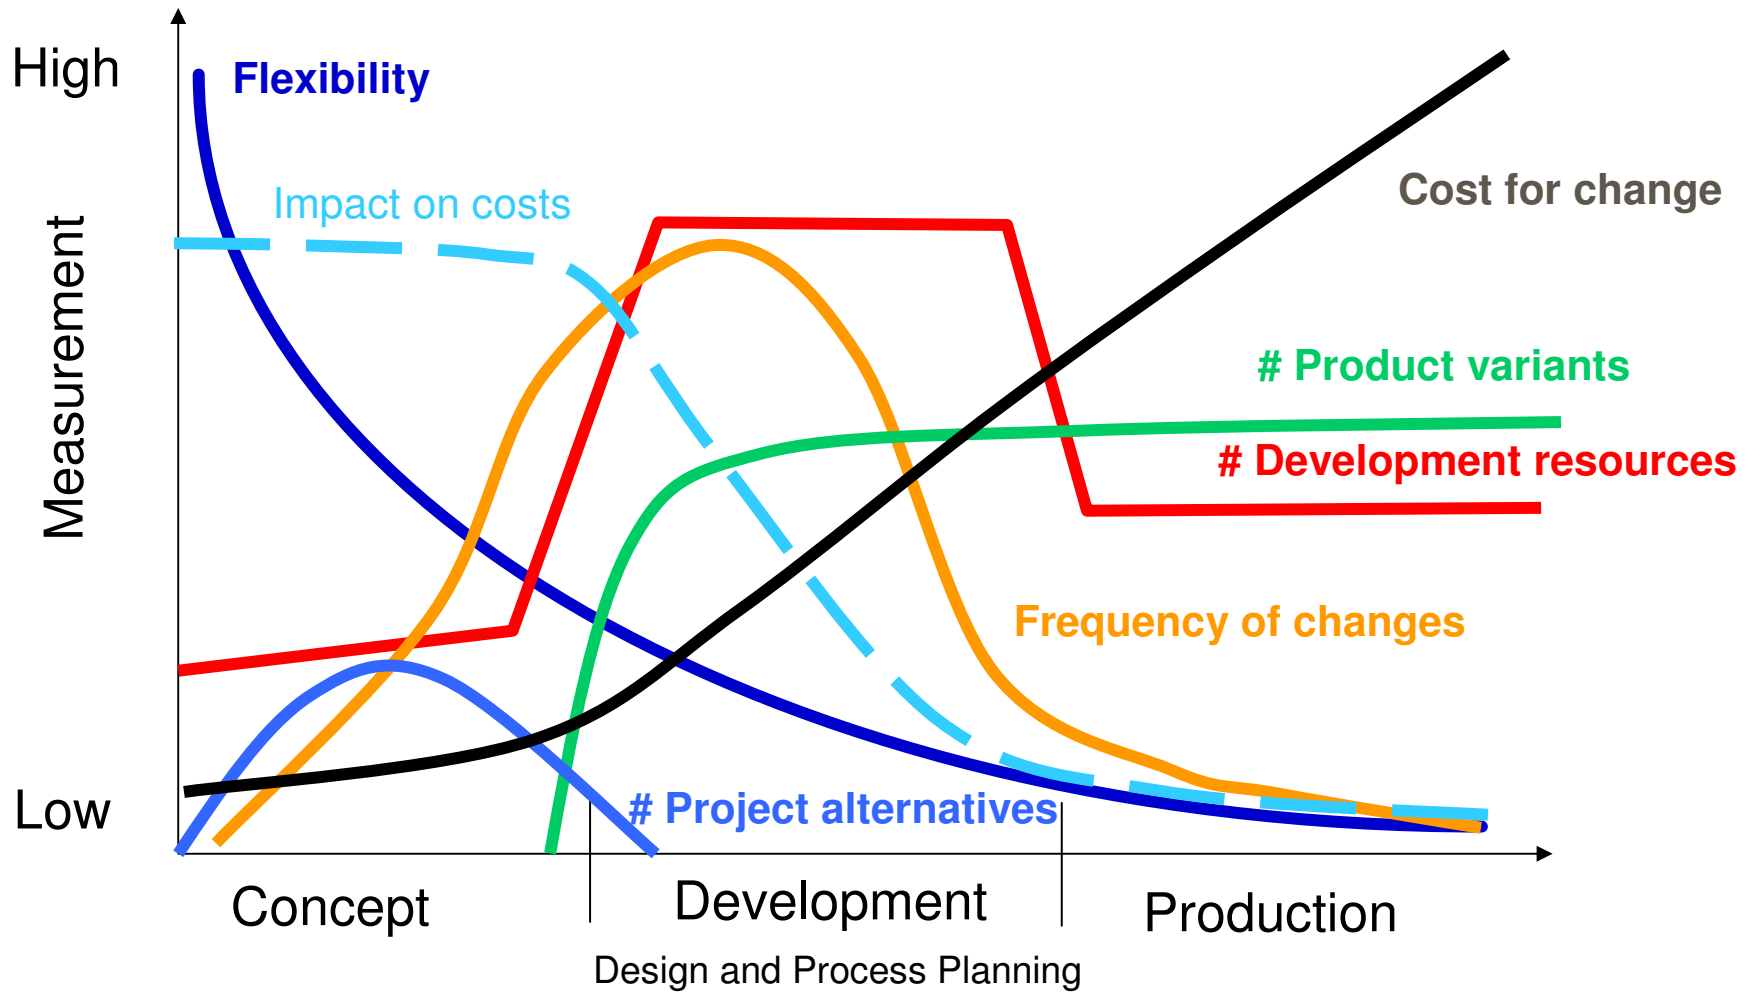 High
Flexibility
Impact on costs
Cost for change
Measurement
# Product variants
# Development resources
Frequency of changes
Low
# Project alternatives
Concept
Development
Production
Design and Process Planning